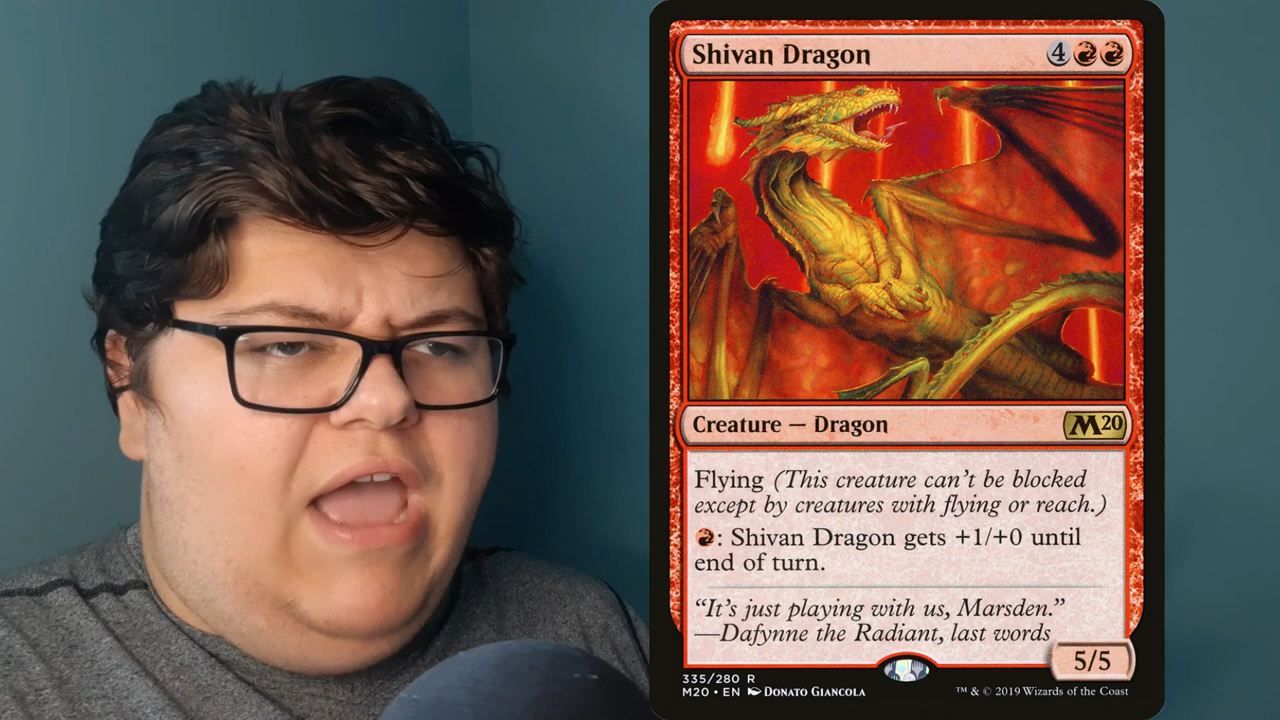 Shivan Dragon 4
Creature — Dragon M20
Flying (This creature can't be blocked
except by creatures with flying or reach.)
: Shivan Dragon gets +1/+0 until
end of turn.
“It's just playing with us, Marsden.”
—Dafynne the Radiant, last words
5/5
335/280 R
M20 • EN Donato Giancola
™ & © 2019 Wizards of the Coast